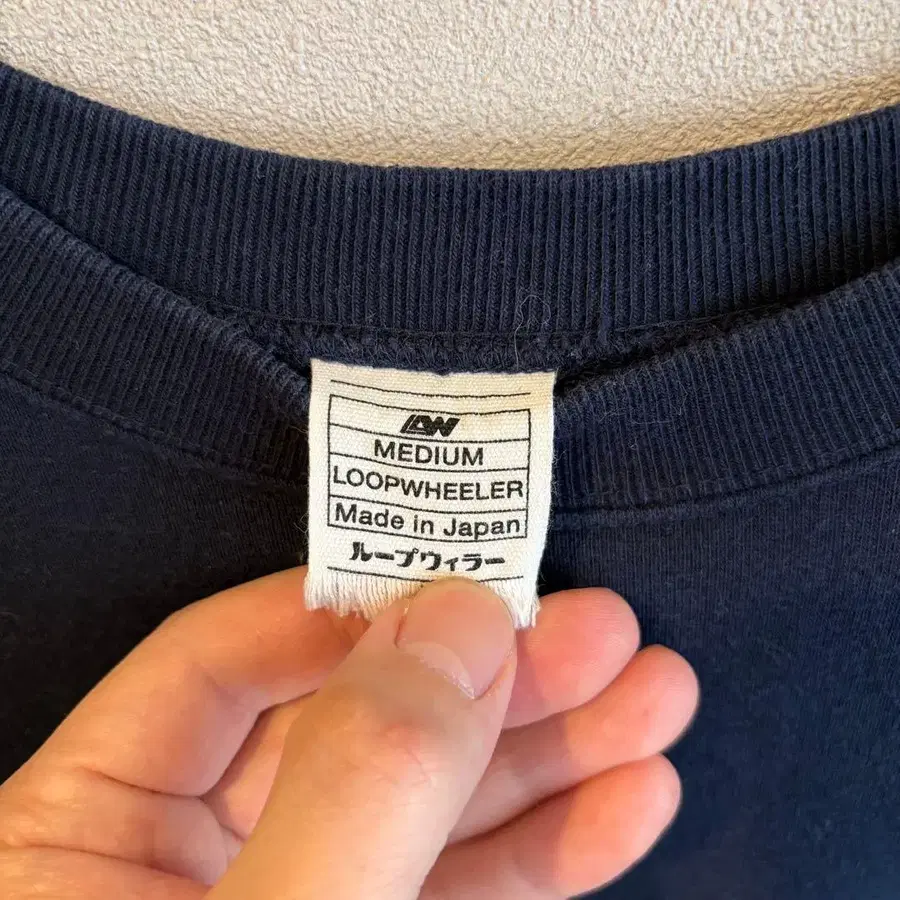 LW
MEDIUM
LOOPWHEELER
Made in Japan
ループウィラー